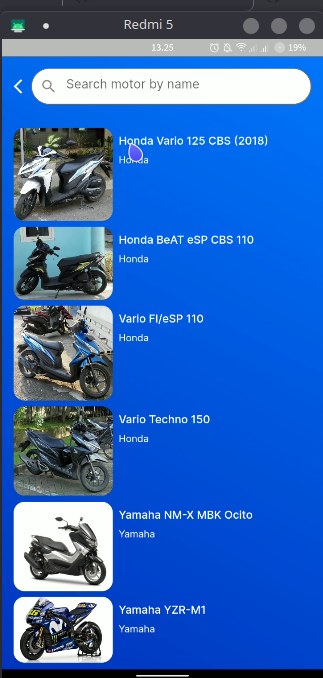 Redmi 5
13.25
19%
Search motor by name
Honda Vario 125 CBS (2018)
Honda
Honda BeAT eSP CBS 110
Honda
Vario FI/eSP 110
Honda
Vario Techno 150
Honda
Yamaha NM-X MBK Ocito
Yamaha
Yamaha YZR-M1
Yamaha